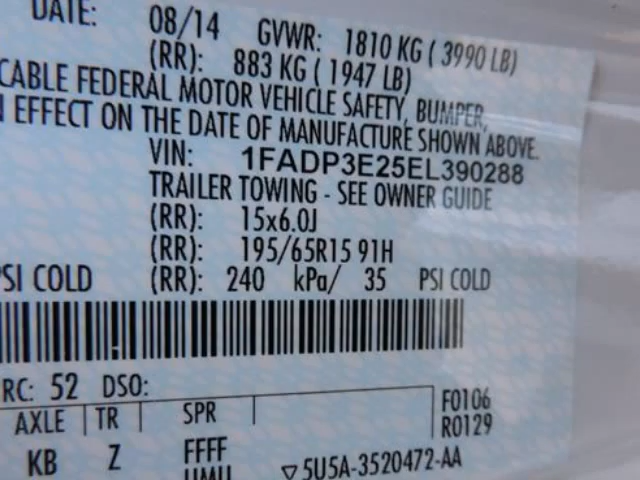 DATE: 08/14 GVWR: 1810 KG ( 3990 LB)
(RR): 883 KG ( 1947 LB)
CABLE FEDERAL MOTOR VEHICLE SAFETY, BUMPER,
EFFECT ON THE DATE OF MANUFACTURE SHOWN ABOVE.
VIN: 1FADP3E25EL390288
TRAILER TOWING - SEE OWNER GUIDE
(RR): 15x6.0J
(RR): 195/65R15 91H
PSI COLD (RR): 240 kPa/ 35 PSI COLD
RC: 52 DSO:
AXLE TR SPR F0106
R0129
KB Z FFFF
5U5A-3520472-AA